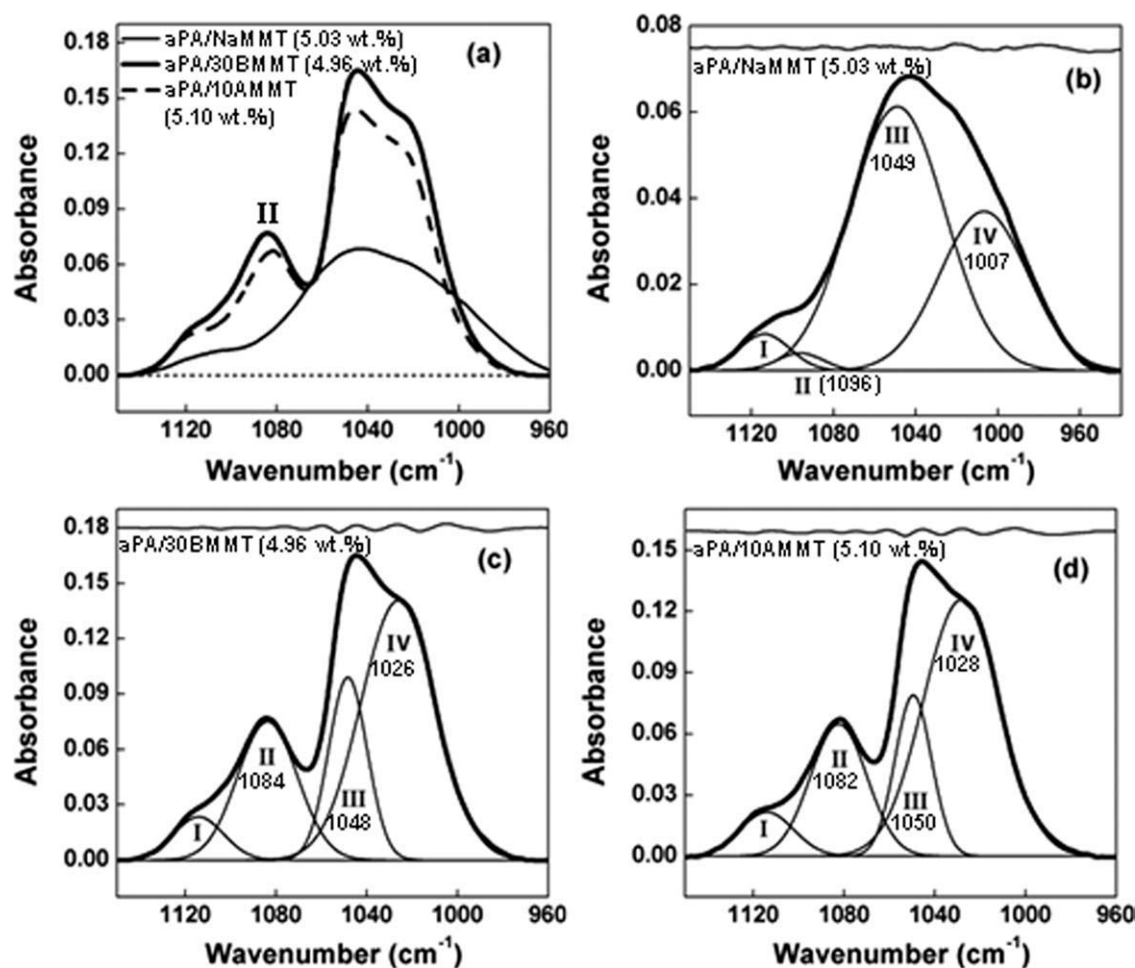 (a)
aPA/NaMMT (5.03 wt.%)
aPA/30BMMT (4.96 wt.%)
aPA/10AMMT
(5.10 wt.%)
II
0.18
0.15
0.12
0.09
0.06
0.03
0.00
Absorbance
1120 1080 1040 1000 960
Wavenumber (cm⁻¹)
(b)
aPA/NaMMT (5.03 wt.%)
0.08
0.06
0.04
0.02
0.00
Absorbance
III
1049
IV
1007
I
II (1096)
1120 1080 1040 1000 960
Wavenumber (cm⁻¹)
(c)
aPA/30BMMT (4.96 wt.%)
0.18
0.15
0.12
0.09
0.06
0.03
0.00
Absorbance
IV
1026
II
1084
III
1048
I
1120 1080 1040 1000 960
Wavenumber (cm⁻¹)
(d)
aPA/10AMMT (5.10 wt.%)
0.15
0.12
0.09
0.06
0.03
0.00
Absorbance
IV
1028
II
1082
III
1050
I
1120 1080 1040 1000 960
Wavenumber (cm⁻¹)